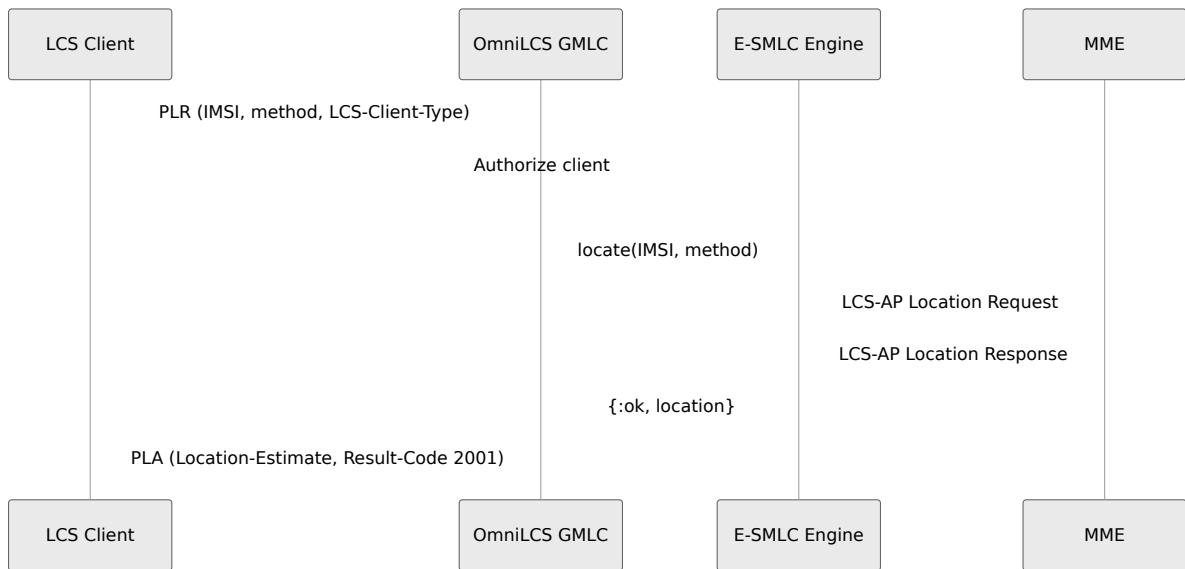 LCS Client
OmniLCS GMLC
E-SMLC Engine
MME
PLR (IMSI, method, LCS-Client-Type)
Authorize client
locate(IMSI, method)
LCS-AP Location Request
LCS-AP Location Response
{:ok, location}
PLA (Location-Estimate, Result-Code 2001)
LCS Client
OmniLCS GMLC
E-SMLC Engine
MME